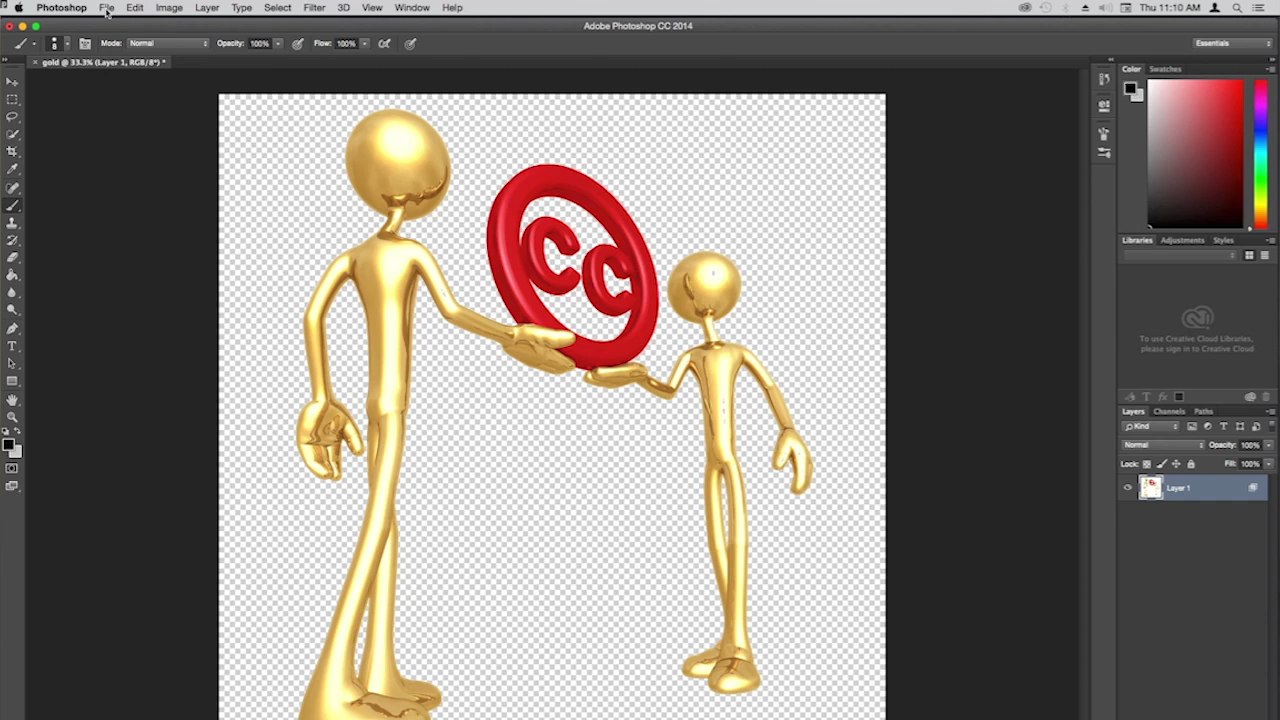 Photoshop File Edit Image Layer Type Select Filter 3D View Window Help Thu 11:10 AM
Adobe Photoshop CC 2014
8 Mode: Normal Opacity: 100% Flow: 100% Essentials
× gold @ 33.3% (Layer 1, RGB/8*) *
Color Swatches
CC
Libraries Adjustments Styles
To use Creative Cloud Libraries,
please sign in to Creative Cloud
T fx
Layers Channels Paths
Kind T
Normal Opacity: 100%
Lock: Fill: 100%
Layer 1
T